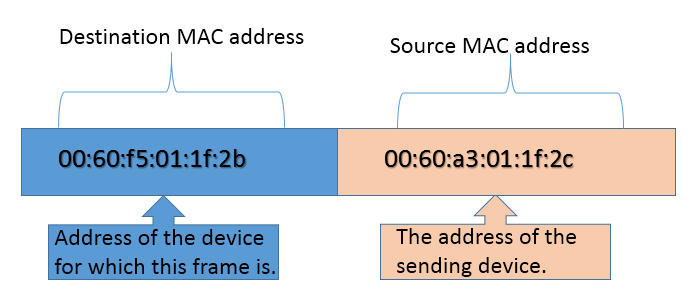 Destination MAC address
Source MAC address
00:60:f5:01:1f:2b
00:60:a3:01:1f:2c
Address of the device
for which this frame is.
The address of the
sending device.